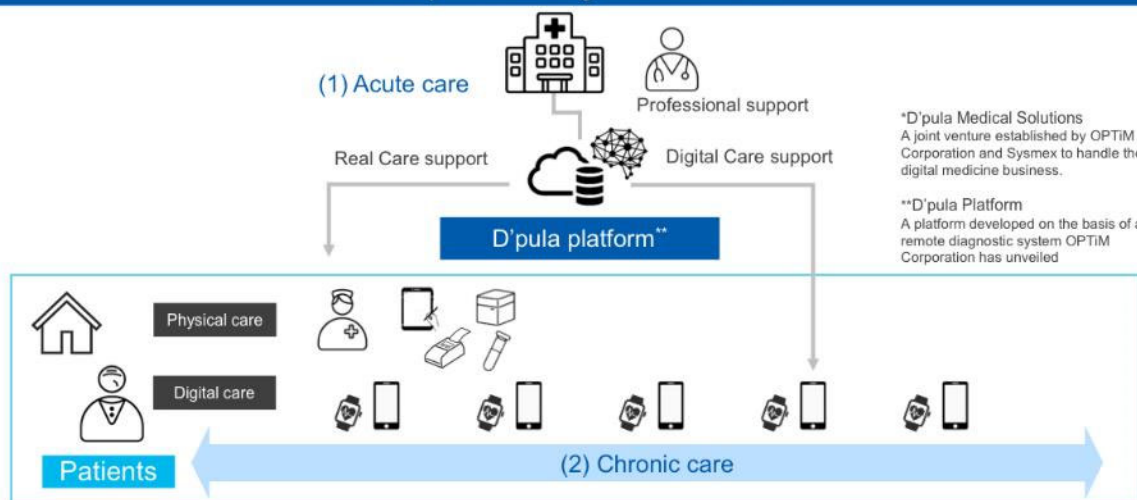 (1) Acute care
Professional support
Real Care support
Digital Care support
D'pula platform**
*D'pula Medical Solutions
A joint venture established by OPTiM
Corporation and Sysmex to handle the
digital medicine business.
**D'pula Platform
A platform developed on the basis of a
remote diagnostic system OPTiM
Corporation has unveiled
Physical care
Digital care
Patients
(2) Chronic care